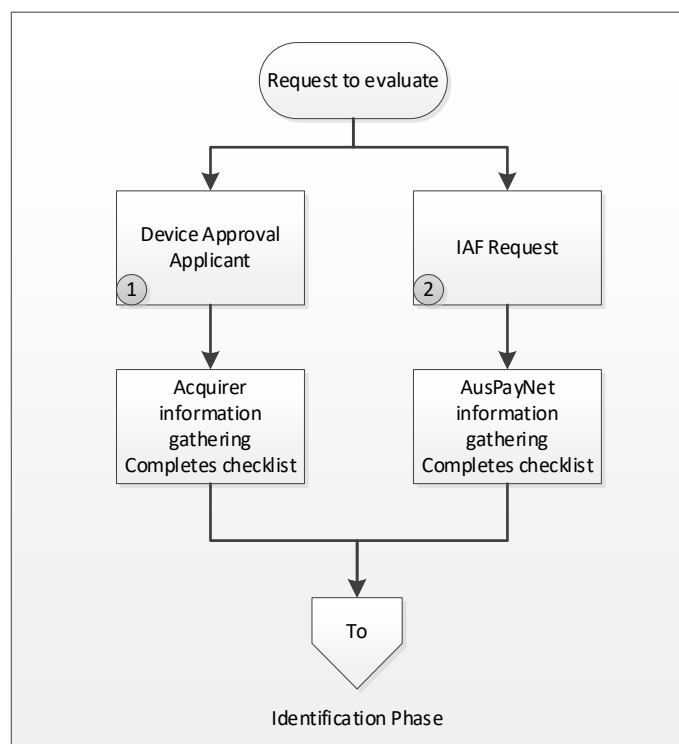 Request to evaluate
Device Approval
Applicant
1
IAF Request
2
Acquirer
information
gathering
Completes checklist
AusPayNet
information
gathering
Completes checklist
To
Identification Phase